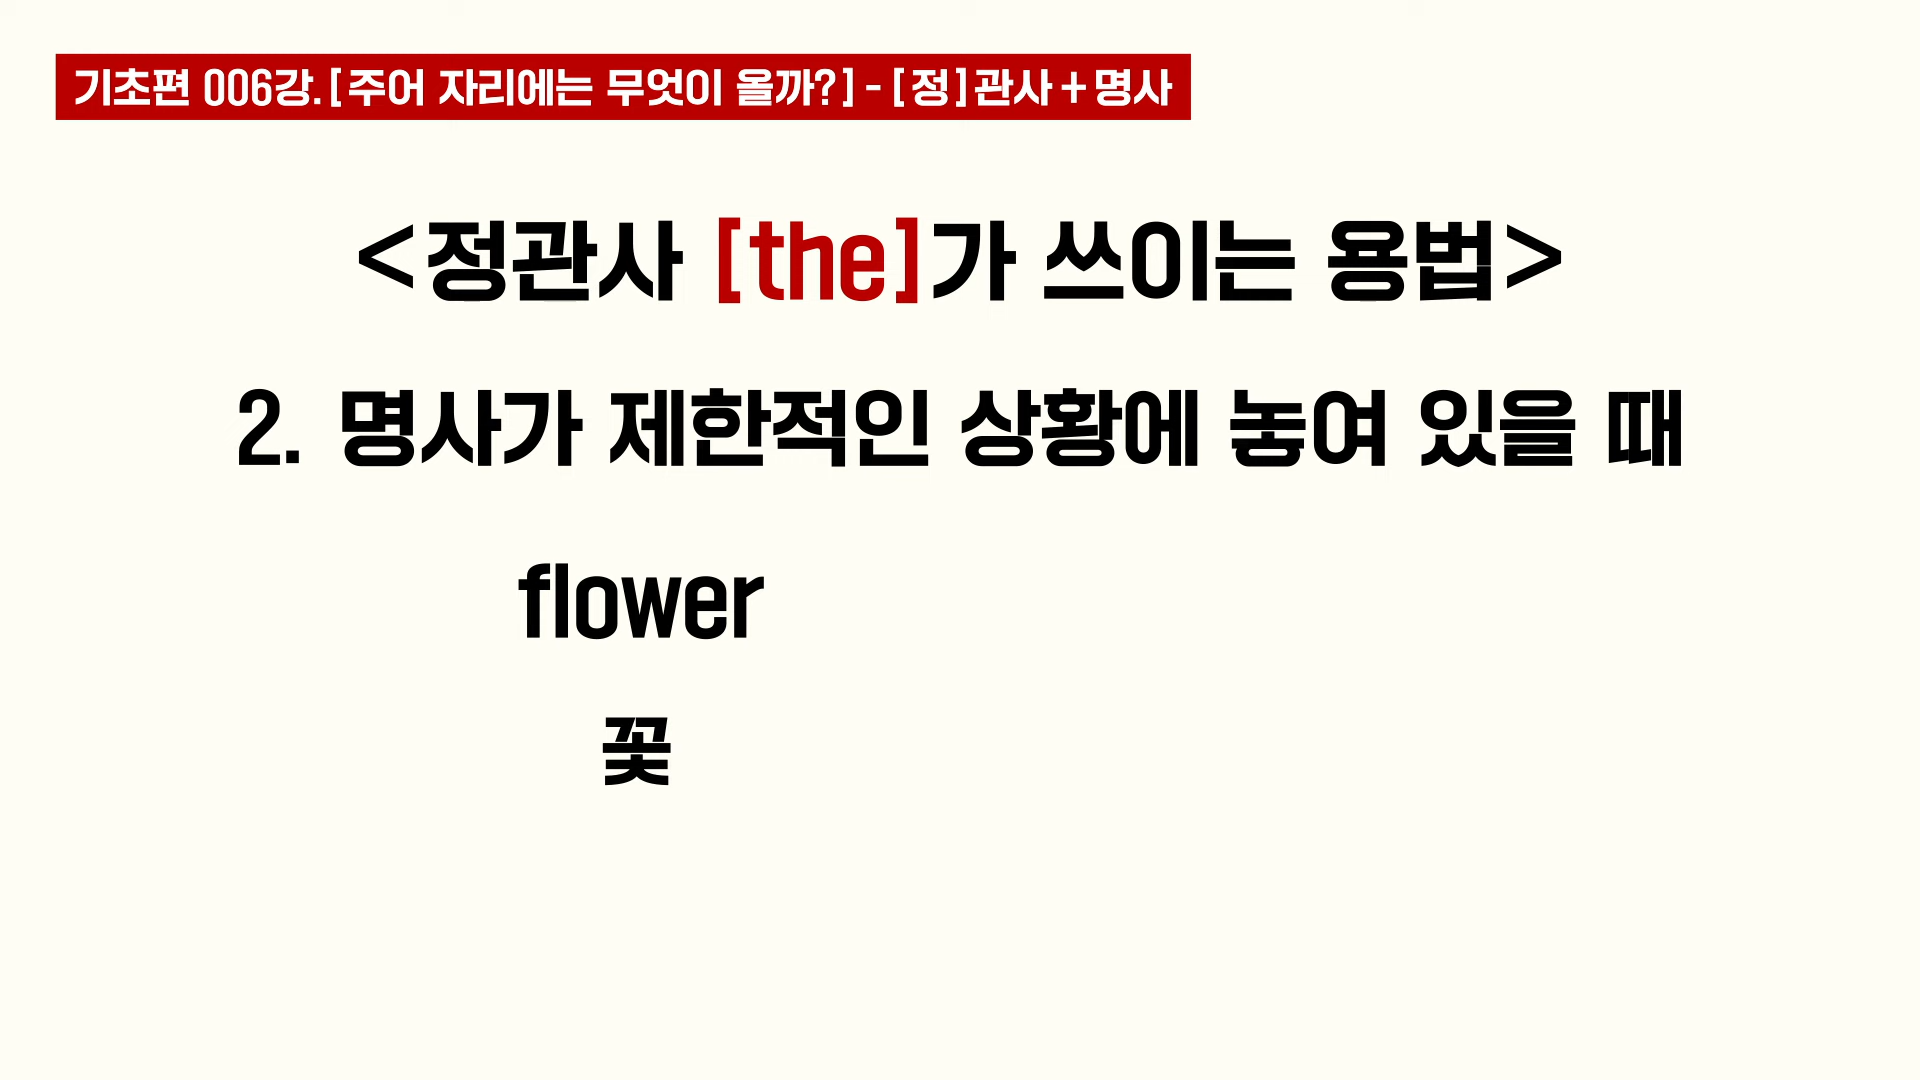 기초편 006강.[주어 자리에는 무엇이 올까?] - [정]관사 + 명사
<정관사 [the]가 쓰이는 용법>
2. 명사가 제한적인 상황에 놓여 있을 때
flower
꽃